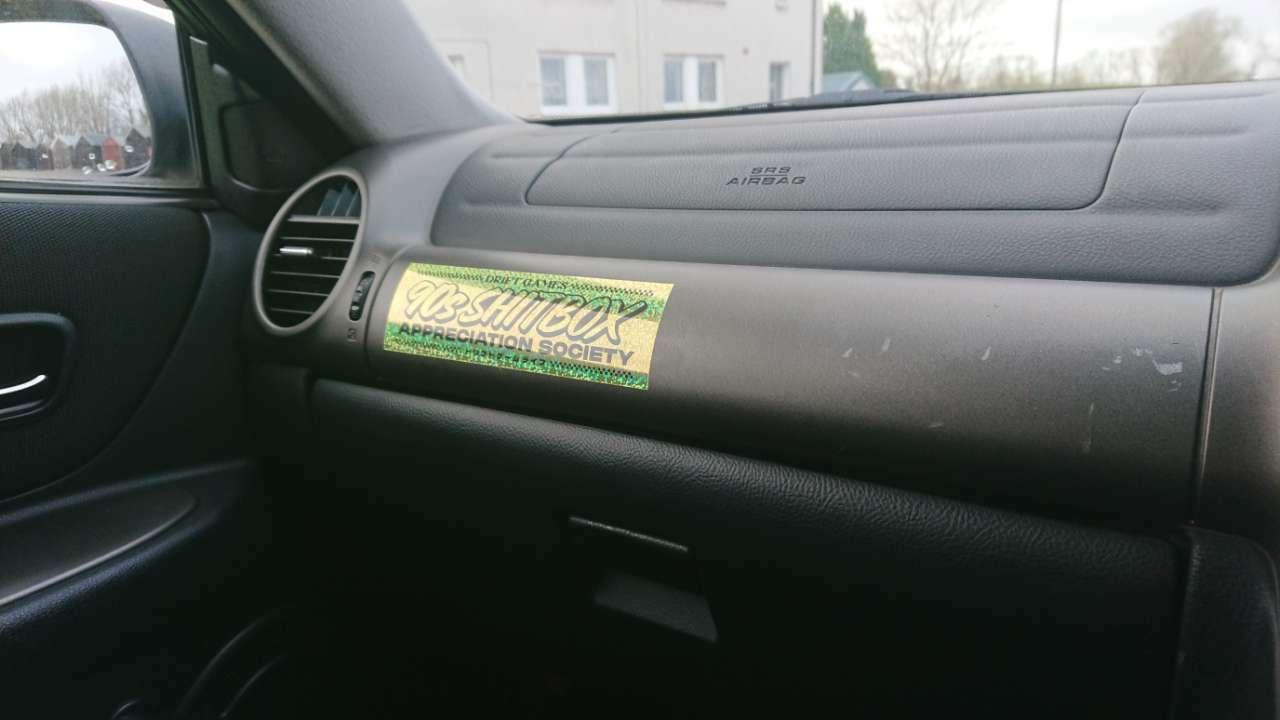 SRS
AIRBAG
DRIFT GAMES
90s SHITBOX
APPRECIATION SOCIETY